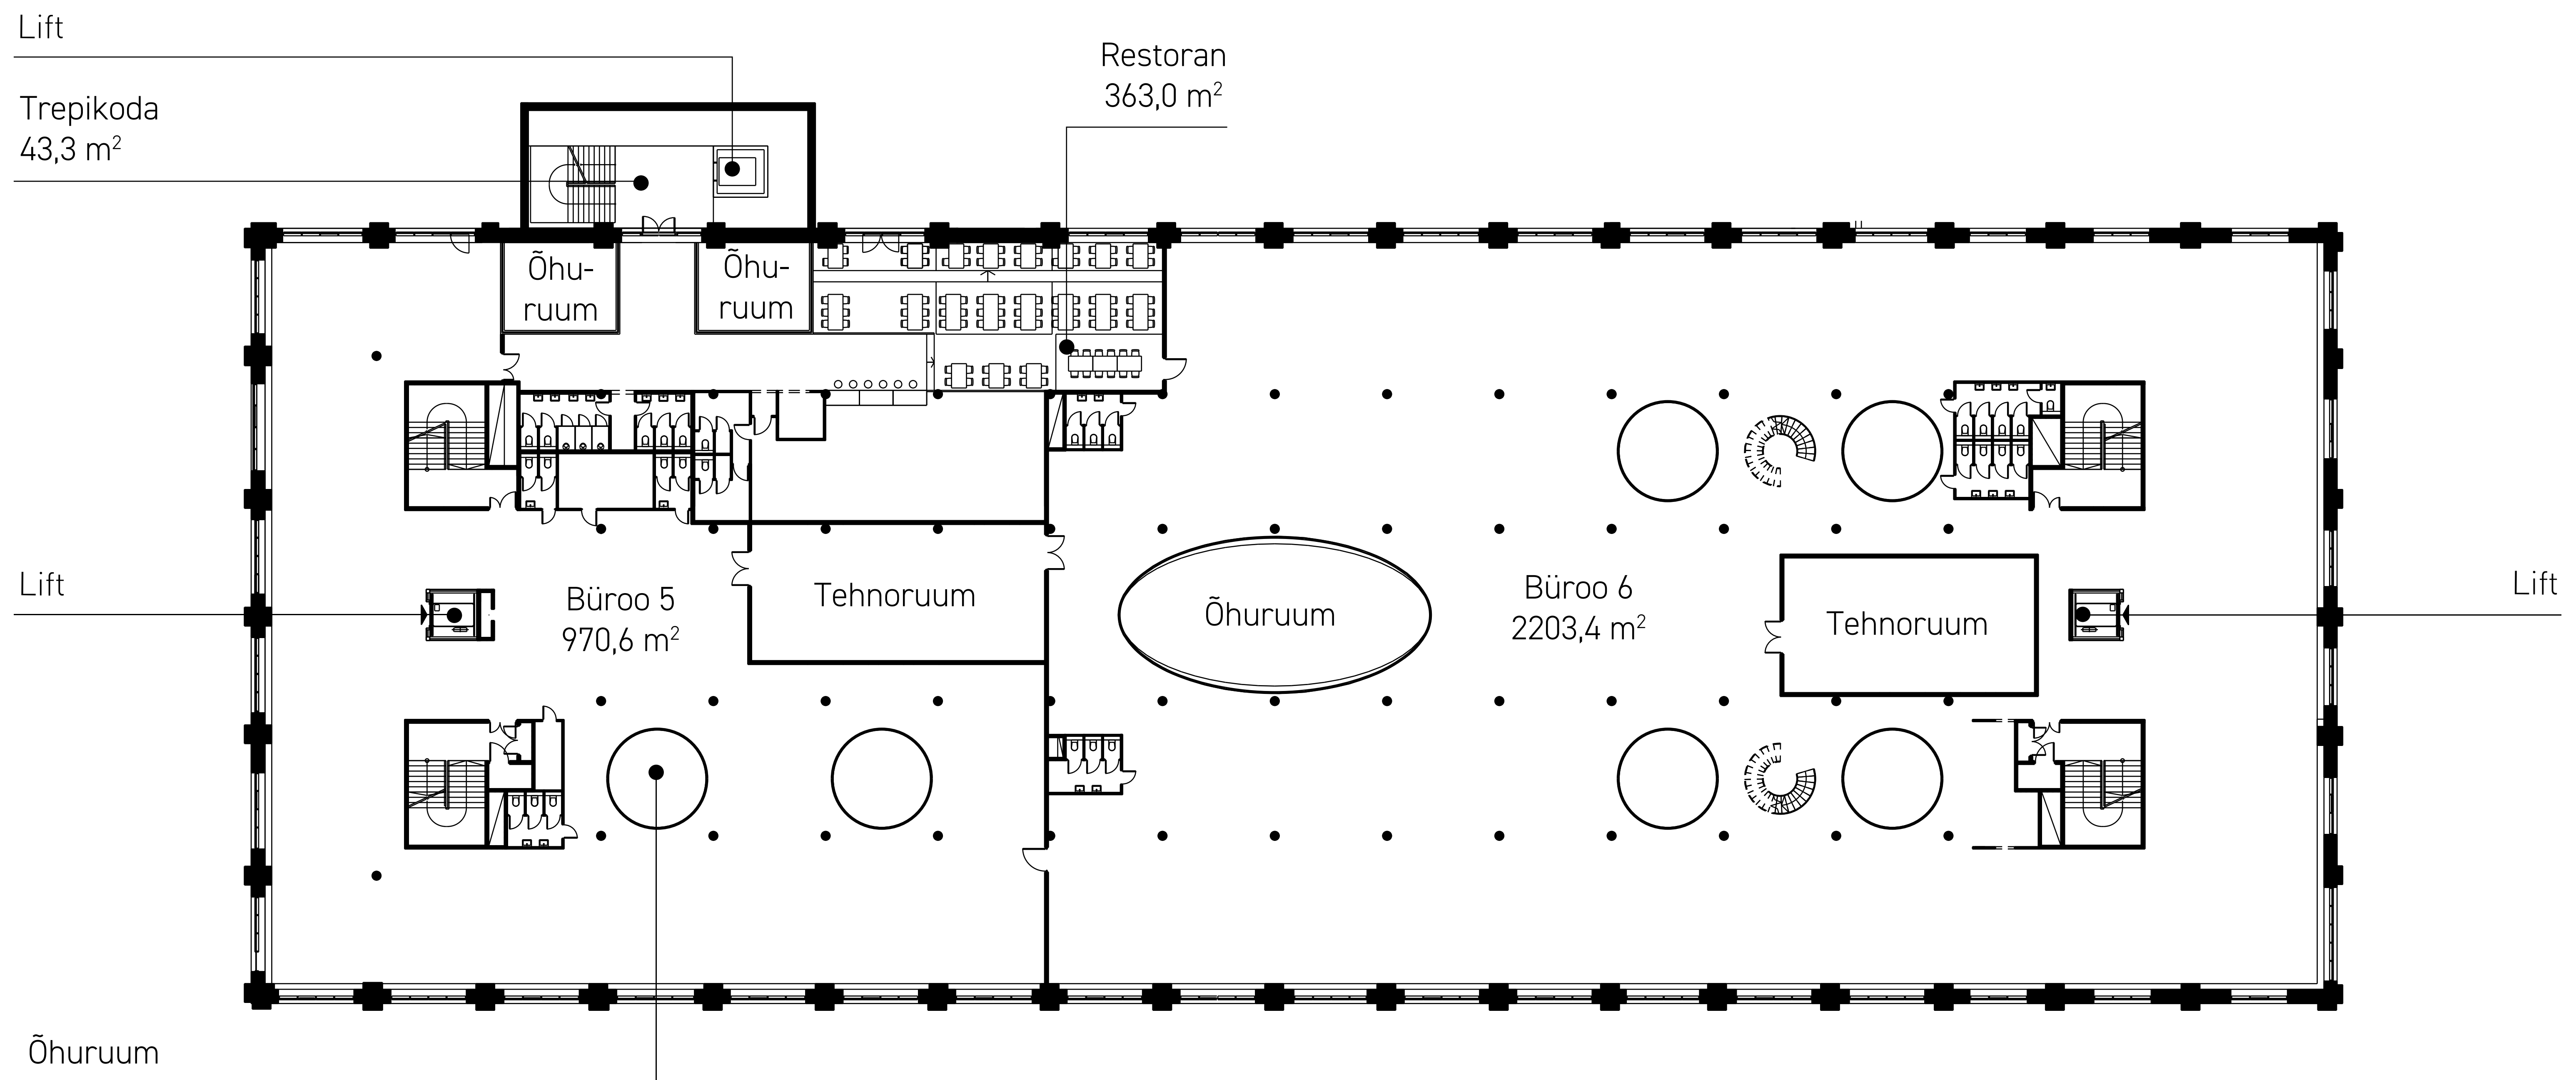 Lift
Restoran
363,0 m²
Trepikoda
43,3 m²
Õhu-
ruum
Õhu-
ruum
Lift
Büroo 5
970,6 m²
Tehnoruum
Õhuruum
Büroo 6
2203,4 m²
Tehnoruum
Lift
Õhuruum